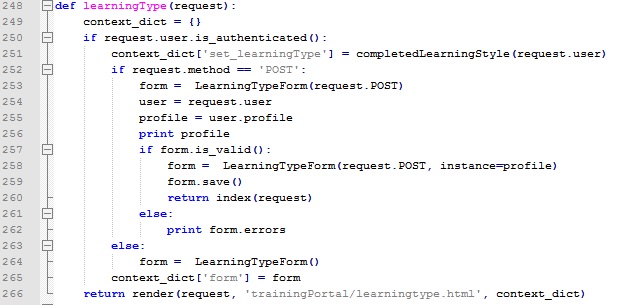 248 def learningType(request):
249     context_dict = {}
250     if request.user.is_authenticated():
251         context_dict['set_learningType'] = completedLearningStyle(request.user)
252         if request.method == 'POST':
253             form =  LearningTypeForm(request.POST)
254             user = request.user
255             profile = user.profile
256             print profile
257             if form.is_valid():
258                 form =  LearningTypeForm(request.POST, instance=profile)
259                 form.save()
260                 return index(request)
261             else:
262                 print form.errors
263         else:
264             form =  LearningTypeForm()
265         context_dict['form'] = form
266     return render(request, 'trainingPortal/learningtype.html', context_dict)